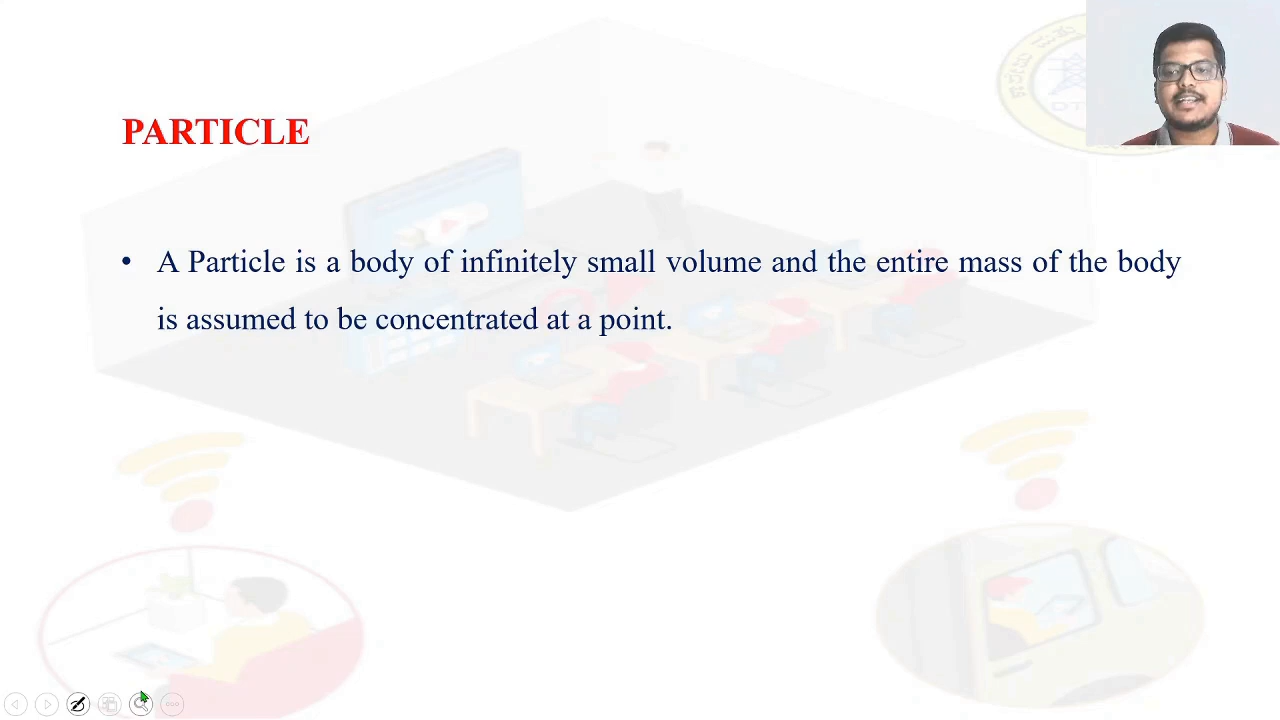 PARTICLE
• A Particle is a body of infinitely small volume and the entire mass of the body
is assumed to be concentrated at a point.